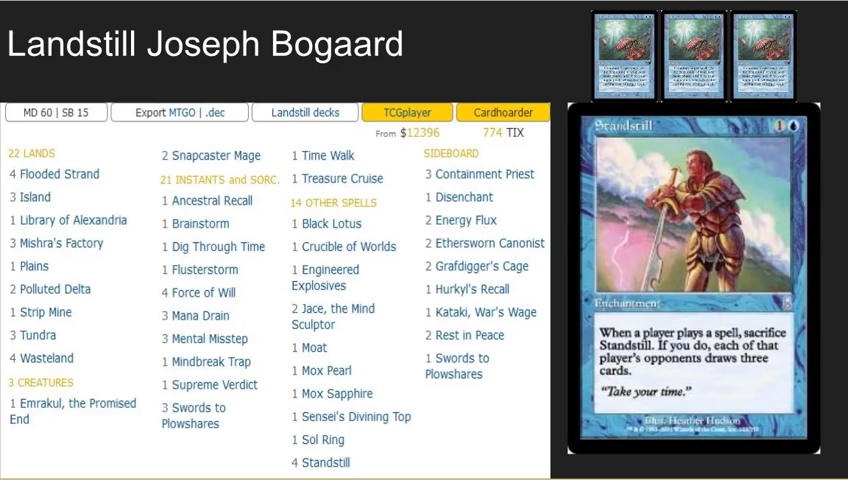 Landstill Joseph Bogaard
MD 60 | SB 15
Export MTGO | .dec
Landstill decks
TCGplayer
Cardhoarder
From $12396
774 TIX
22 LANDS
4 Flooded Strand
3 Island
1 Library of Alexandria
3 Mishra's Factory
1 Plains
2 Polluted Delta
1 Strip Mine
3 Tundra
4 Wasteland
3 CREATURES
1 Emrakul, the Promised
End
2 Snapcaster Mage
21 INSTANTS and SORC.
1 Ancestral Recall
1 Brainstorm
1 Dig Through Time
1 Flusterstorm
4 Force of Will
3 Mana Drain
3 Mental Misstep
1 Mindbreak Trap
1 Supreme Verdict
3 Swords to
Plowshares
1 Time Walk
1 Treasure Cruise
14 OTHER SPELLS
1 Black Lotus
1 Crucible of Worlds
1 Engineered
Explosives
2 Jace, the Mind
Sculptor
1 Moat
1 Mox Pearl
1 Mox Sapphire
1 Sensei's Divining Top
1 Sol Ring
4 Standstill
SIDEBOARD
3 Containment Priest
1 Disenchant
2 Energy Flux
2 Ethersworn Canonist
2 Grafdigger's Cage
1 Hurkyl's Recall
1 Kataki, War's Wage
2 Rest in Peace
1 Swords to
Plowshares
Standstill 1
Enchantment
When a player plays a spell, sacrifice
Standstill. If you do, each of that
player's opponents draws three
cards.
"Take your time."
Illus. Heather Hudson